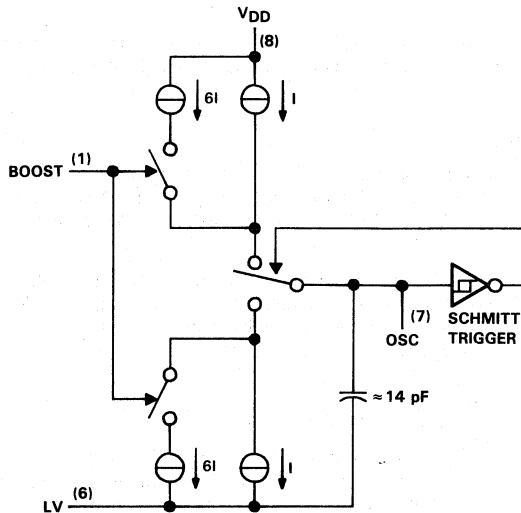 VDD
(8)
6I
I
BOOST
(1)
(7)
OSC
SCHMITT
TRIGGER
≈14 pF
6I
I
LV
(6)